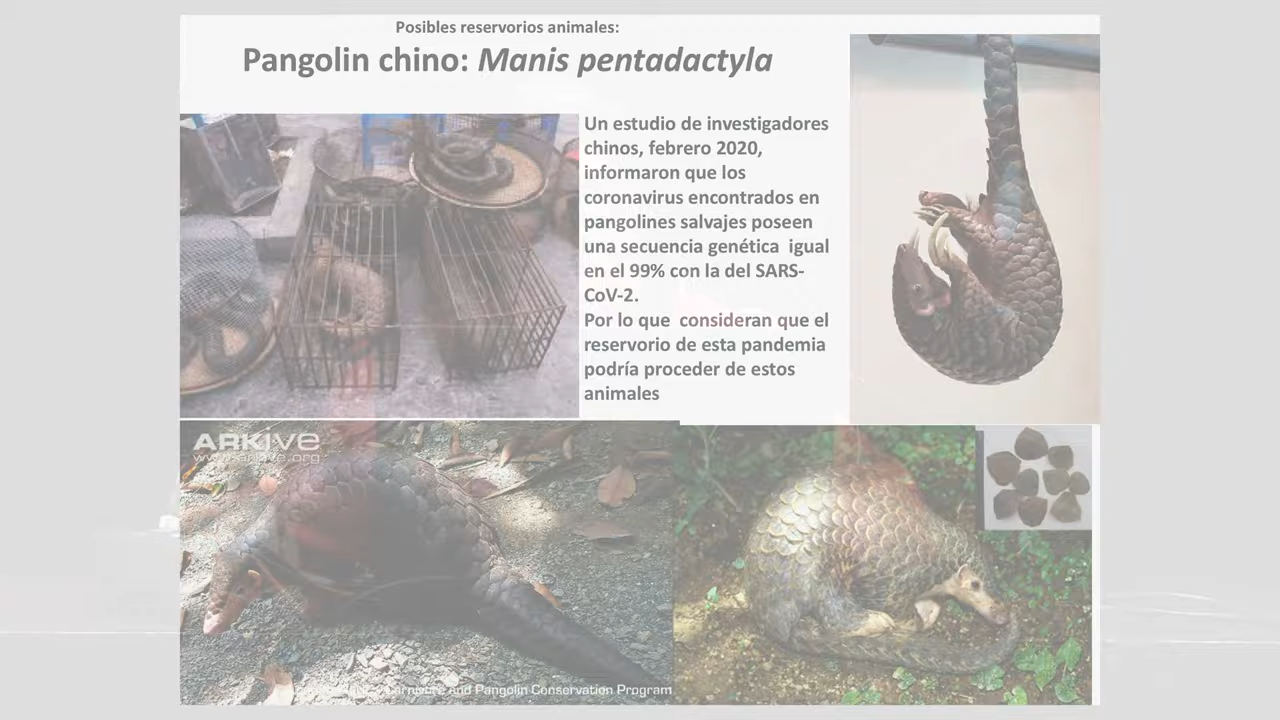 Posibles reservorios animales:
Pangolin chino: Manis pentadactyla
Un estudio de investigadores
chinos, febrero 2020,
informaron que los
coronavirus encontrados en
pangolines salvajes poseen
una secuencia genética igual
en el 99% con la del SARS-
CoV-2.
Por lo que consideran que el
reservorio de esta pandemia
podría proceder de estos
animales
ARKIVE
www.arkive.org
Carnivore and Pangolin Conservation Program